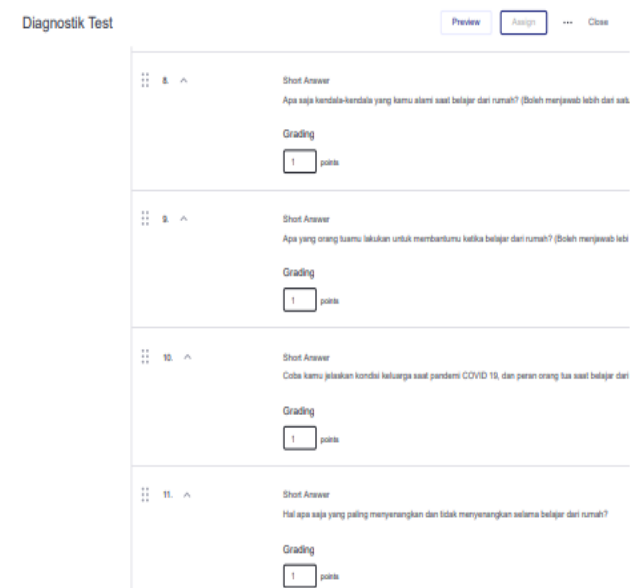 Diagnostik Test
Preview
Assign
... Close
8.
Short Answer
Apa saja kendala-kendala yang kamu alami saat belajar dari rumah? (Boleh menjawab lebih dari satu
Grading
1 points
9.
Short Answer
Apa yang orang tuamu lakukan untuk membantumu ketika belajar dari rumah? (Boleh menjawab lebi
Grading
1 points
10.
Short Answer
Coba kamu jelaskan kondisi keluarga saat pandemi COVID 19, dan peran orang tua saat belajar dari
Grading
1 points
11.
Short Answer
Hal apa saja yang paling menyenangkan dan tidak menyenangkan selama belajar dari rumah?
Grading
1 points